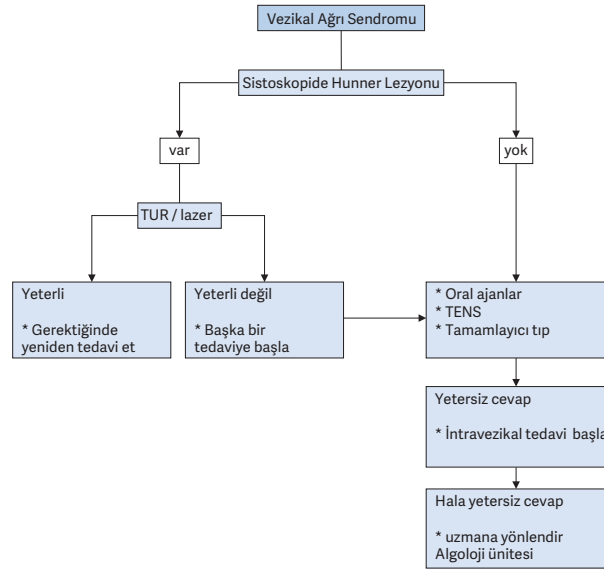 Vezikal Ağrı Sendromu
Sistoskopide Hunner Lezyonu
var
yok
TUR / lazer
Yeterli
* Gerektiğinde
yeniden tedavi et
Yeterli değil
* Başka bir
tedaviye başla
* Oral ajanlar
* TENS
* Tamamlayıcı tıp
Yetersiz cevap
* İntravezikal tedavi başla
Hala yetersiz cevap
* uzmana yönlendir
Algoloji ünitesi